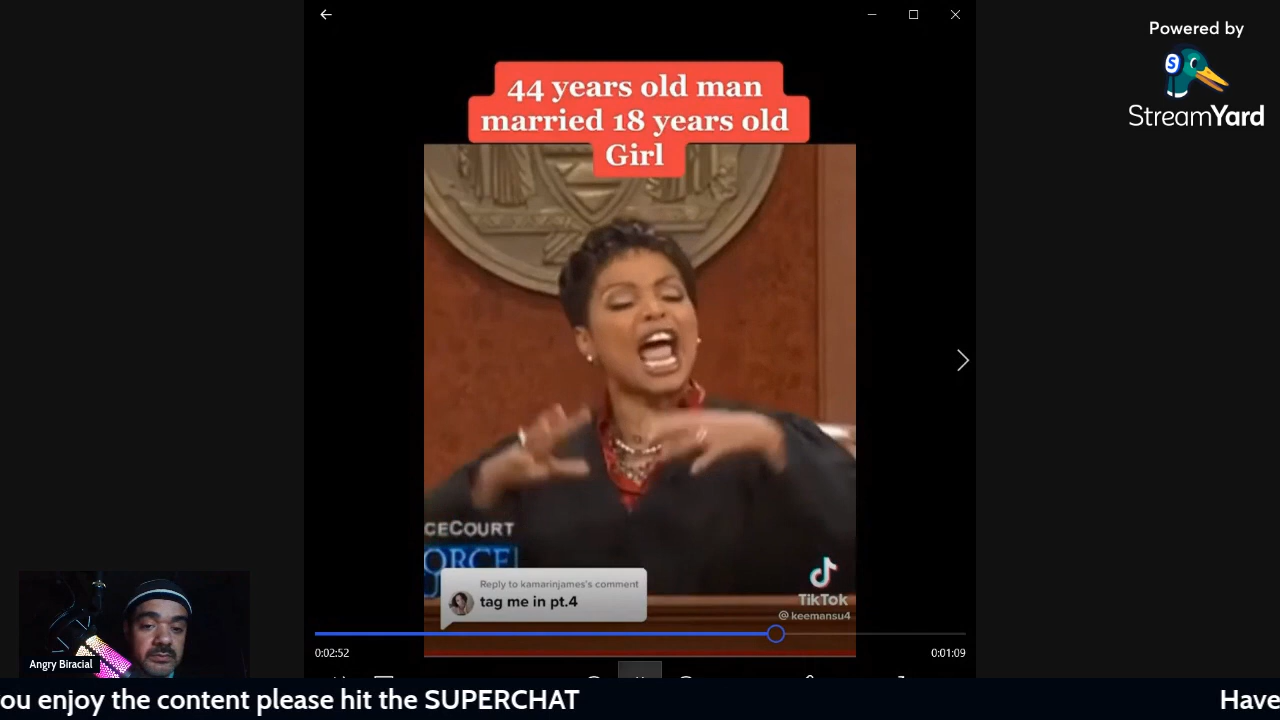 Powered by
StreamYard
44 years old man
married 18 years old
Girl
CECOURT
ORCE
Reply to kamarinjames's comment
tag me in pt.4
TikTok
@keemansu4
0:02:52
0:01:09
Angry Biracial
ou enjoy the content please hit the SUPERCHAT
Have